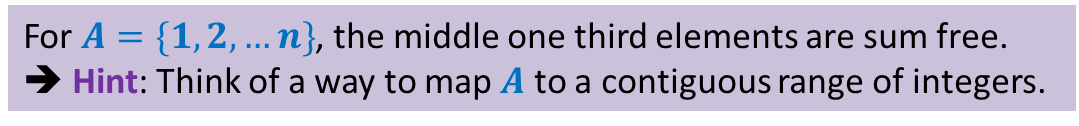 For A = {1, 2, … n}, the middle one third elements are sum free.
➔ Hint: Think of a way to map A to a contiguous range of integers.